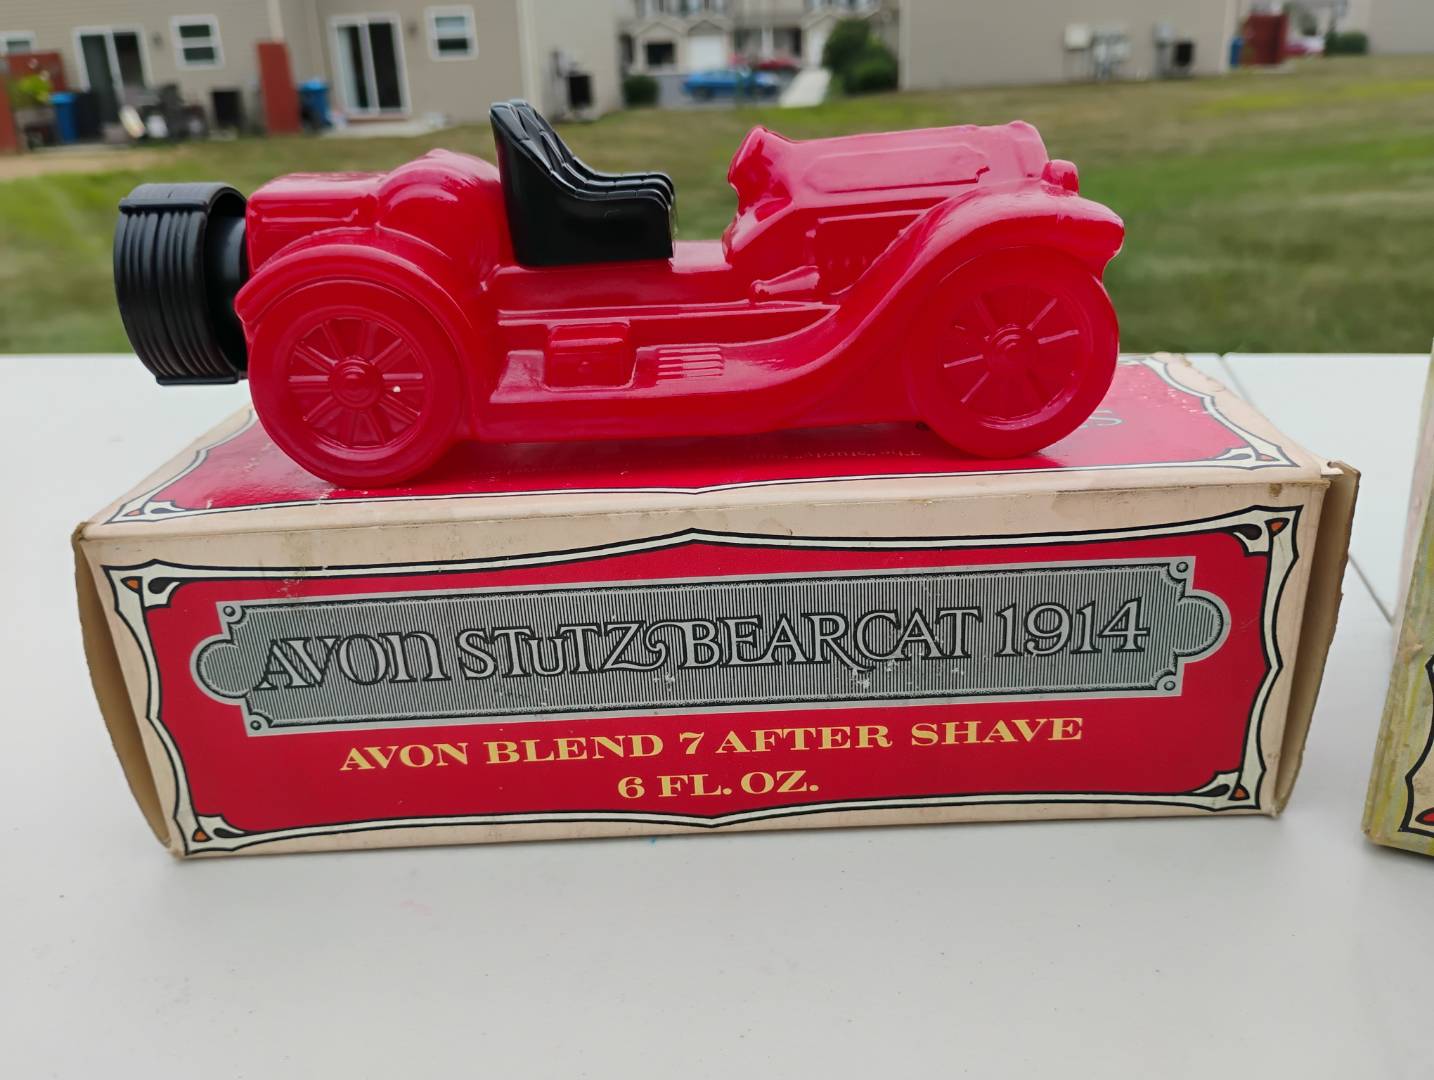 AVON STUTZ BEARCAT 1914
AVON BLEND 7 AFTER SHAVE
6 FL. OZ.